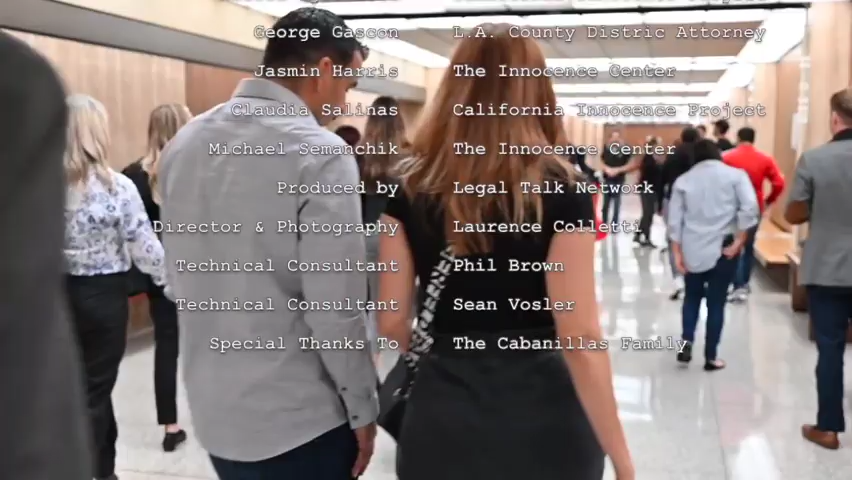 George Gascon L.A. County Distric Attorney
Jasmin Harris The Innocence Center
Claudia Salinas California Innocence Project
Michael Semanchik The Innocence Center
Produced by Legal Talk Network
Director & Photography Laurence Colletti
Technical Consultant Phil Brown
Technical Consultant Sean Vosler
Special Thanks To The Cabanillas Family